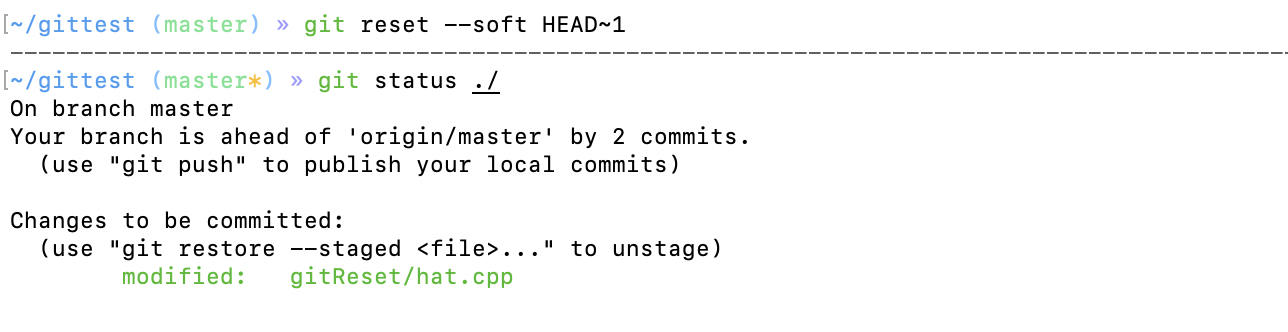 [~/gittest (master) » git reset --soft HEAD~1
[~/gittest (master*) » git status ./
On branch master
Your branch is ahead of 'origin/master' by 2 commits.
  (use "git push" to publish your local commits)

Changes to be committed:
  (use "git restore --staged <file>..." to unstage)
        modified:   gitReset/hat.cpp